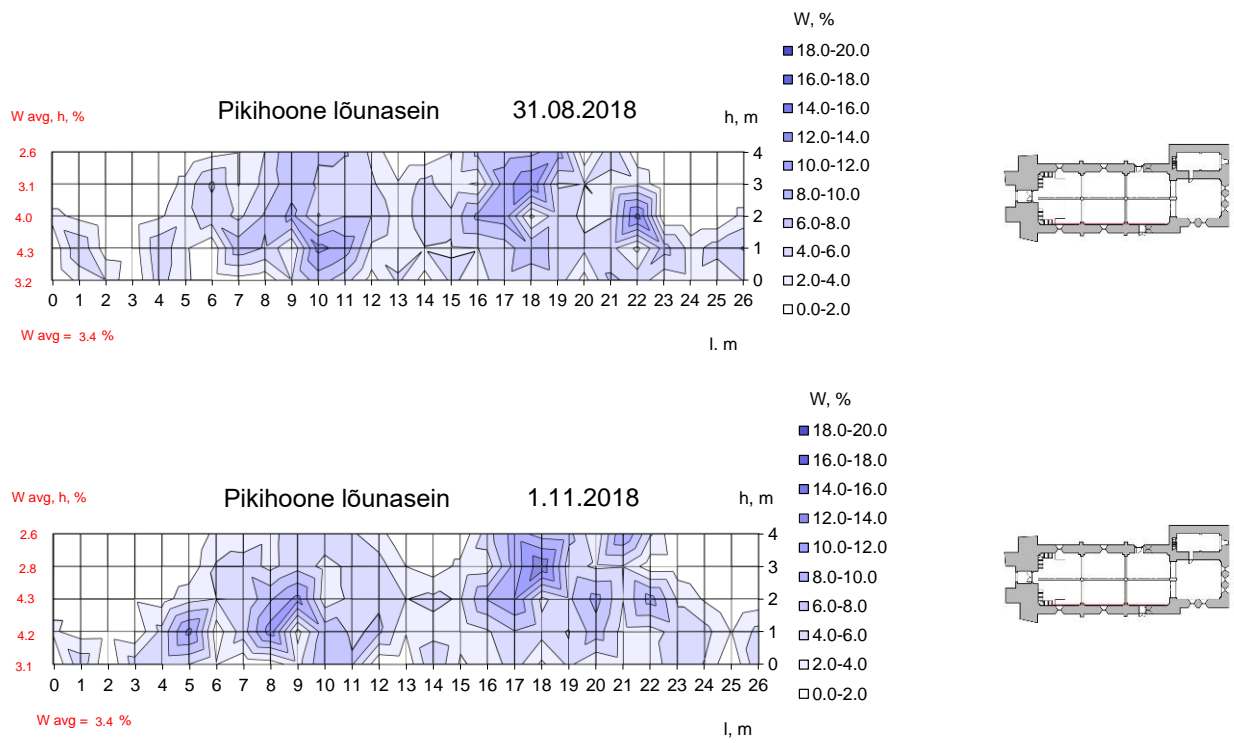 W, %
18.0-20.0
16.0-18.0
14.0-16.0
12.0-14.0
10.0-12.0
8.0-10.0
6.0-8.0
4.0-6.0
2.0-4.0
0.0-2.0
Pikihoone lõunasein 31.08.2018
W avg, h, %
h, m
2.6
3.1
4.0
4.3
3.2
4
3
2
1
0
0 1 2 3 4 5 6 7 8 9 10 11 12 13 14 15 16 17 18 19 20 21 22 23 24 25 26
W avg = 3.4 %
l. m
W, %
18.0-20.0
16.0-18.0
14.0-16.0
12.0-14.0
10.0-12.0
8.0-10.0
6.0-8.0
4.0-6.0
2.0-4.0
0.0-2.0
Pikihoone lõunasein 1.11.2018
W avg, h, %
h, m
2.6
2.8
4.3
4.2
3.1
4
3
2
1
0
0 1 2 3 4 5 6 7 8 9 10 11 12 13 14 15 16 17 18 19 20 21 22 23 24 25 26
W avg = 3.4 %
l, m